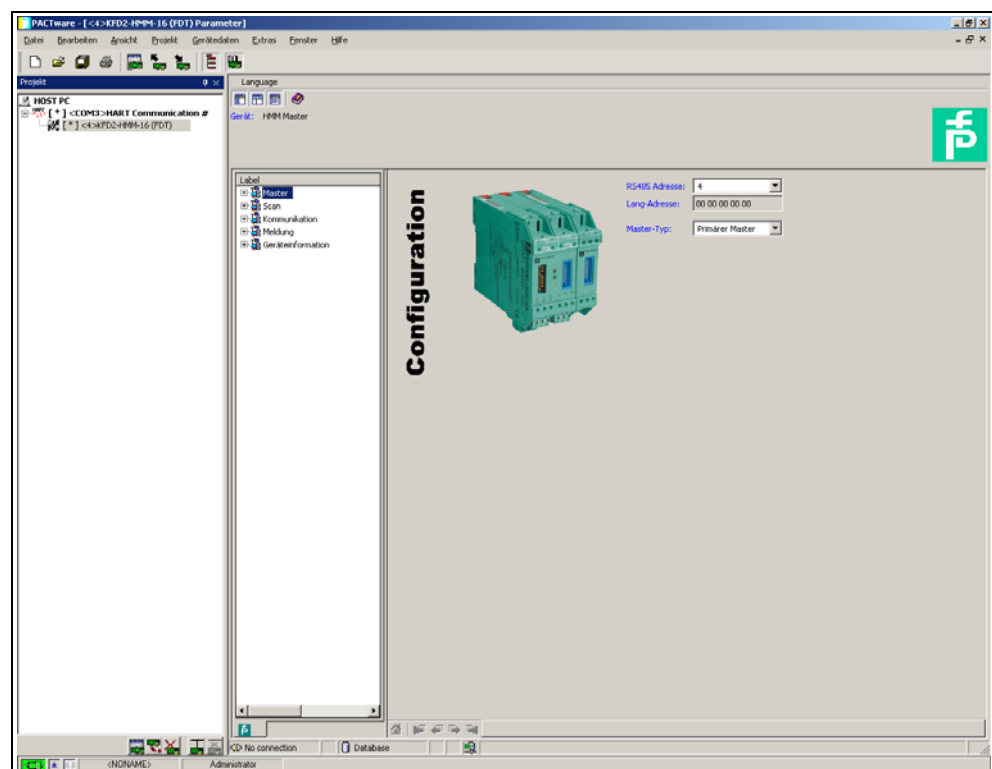 PACTware - [<4>KFD2-HMM-16 (FDT) Parameter]
Datei Bearbeiten Ansicht Projekt Gerätedaten Extras Fenster Hilfe
Projekt
HOST PC
[*] <COM3>HART Communication #
[*] <4>KFD2-HMM-16 (FDT)
Language
Gerät: HMM Master
Label
Master
Scan
Kommunikation
Meldung
Geräteinformation
Configuration
RS485 Adresse: 4
Lang-Adresse: 00 00 00 00 00
Master-Typ: Primärer Master
No connection Database
<NONAME> Administrator